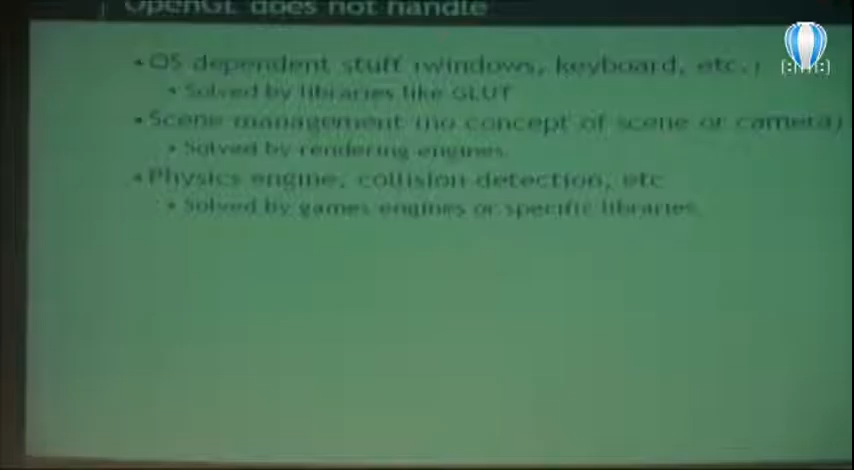 OpenGL does not handle
• OS dependent stuff (windows, keyboard, etc.)
• Solved by libraries like GLUT
• Scene management (no concept of scene or camera)
• Solved by rendering engines
• Physics engine, collision detection, etc
• Solved by games engines or specific libraries